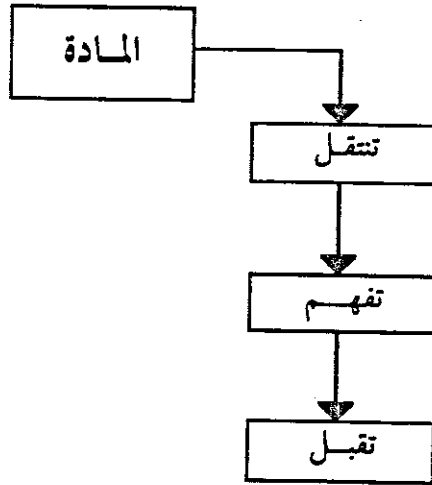 المادة
تنتقل
تفهم
تقبل